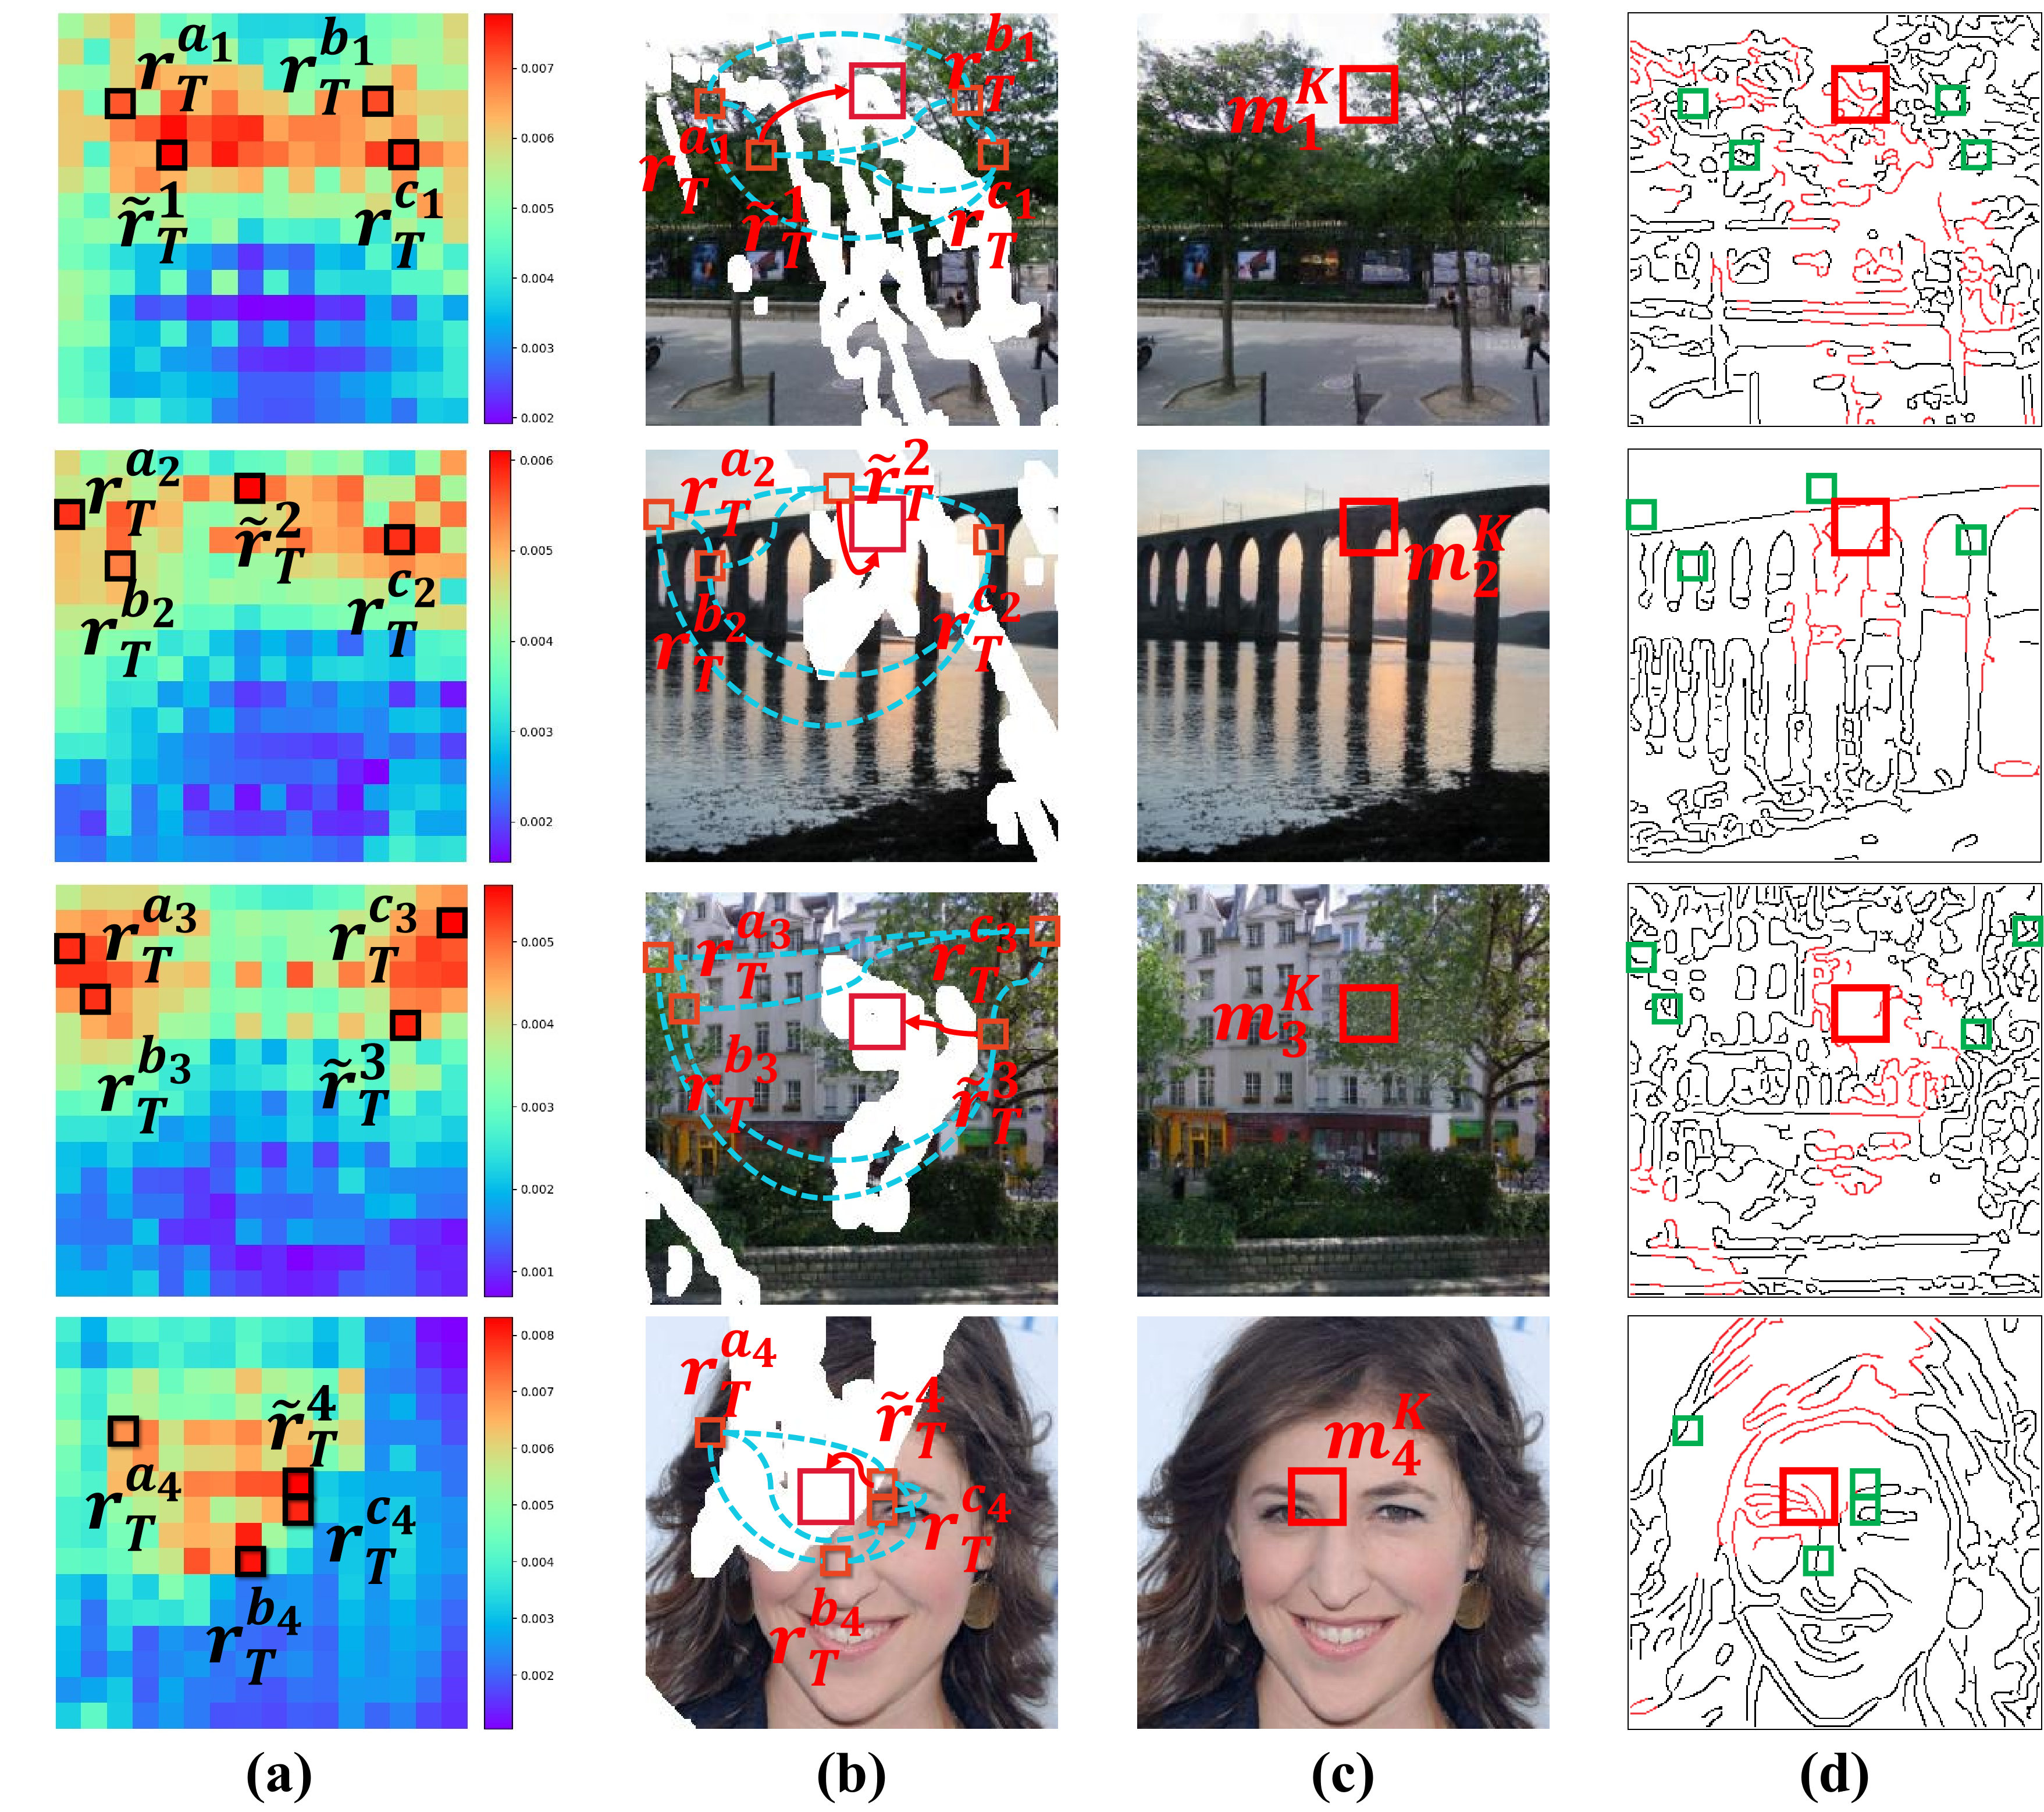 r_T^{a_1} r_T^{b_1}
r̃_T^1 r_T^{c_1}
0.007
0.006
0.005
0.004
0.003
0.002
r_T^{b_1}
r_T^{a_1} r̃_T^1 r_T^{c_1}
m_1^K
r_T^{a_2} r̃_T^2
r_T^{b_2} r_T^{c_2}
0.006
0.005
0.004
0.003
0.002
r_T^{a_2} r̃_T^2
r_T^{b_2} r_T^{c_2}
m_2^K
r_T^{a_3} r_T^{c_3}
r_T^{b_3} r̃_T^3
0.005
0.004
0.003
0.002
0.001
r_T^{a_3} r_T^{c_3}
r_T^{b_3} r̃_T^3
m_3^K
r̃_T^4
r_T^{a_4} r_T^{c_4}
r_T^{b_4}
0.008
0.007
0.006
0.005
0.004
0.003
0.002
r_T^{a_4} r̃_T^4
r_T^{c_4}
r_T^{b_4}
m_4^K
(a) (b) (c) (d)